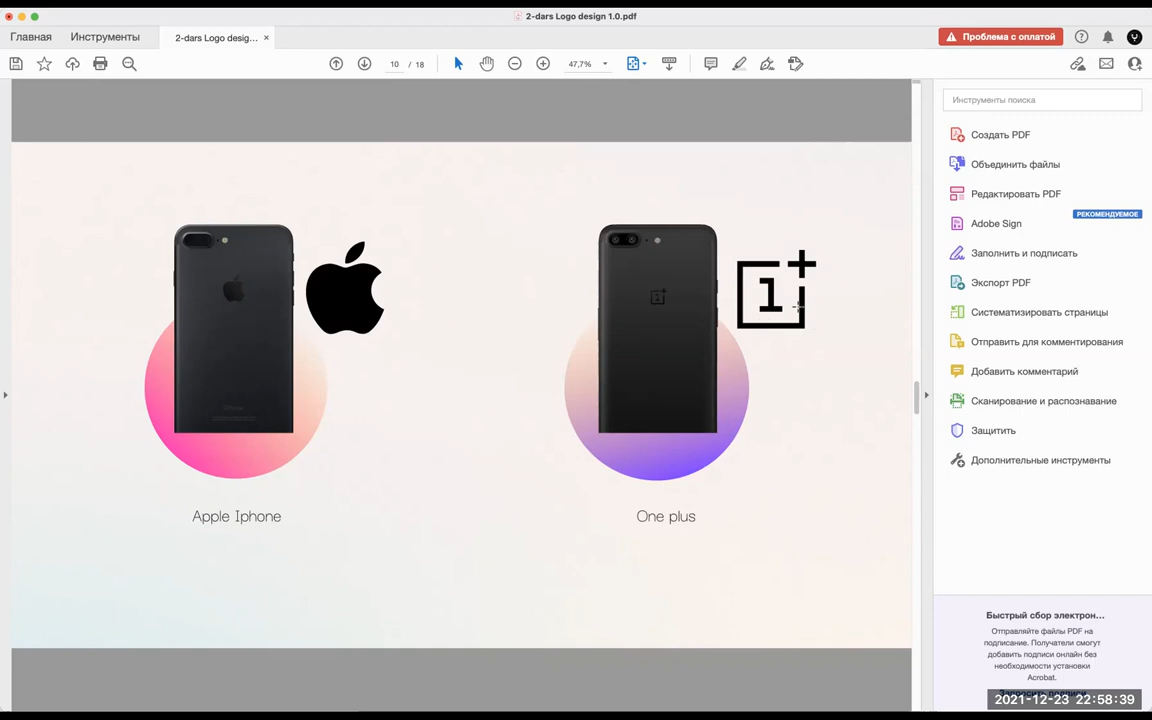 2-dars Logo design 1.0.pdf
Главная
Инструменты
2-dars Logo desig...
Проблема с оплатой
10 / 18
47,7%
Инструменты поиска
Создать PDF
Объединить файлы
Редактировать PDF
РЕКОМЕНДУЕМОЕ
Adobe Sign
Заполнить и подписать
Экспорт PDF
Систематизировать страницы
Отправить для комментирования
Добавить комментарий
Сканирование и распознавание
Защитить
Дополнительные инструменты
1
Apple Iphone
One plus
Быстрый сбор электрон...
Отправляйте файлы PDF на
подписание. Получатели смогут
добавить подписи онлайн без
необходимости установки
Acrobat.
2021-12-23 22:58:39